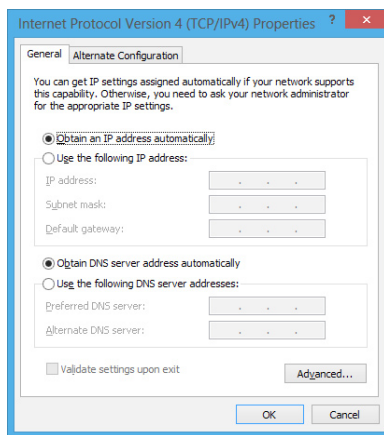 Internet Protocol Version 4 (TCP/IPv4) Properties ? ×
General Alternate Configuration
You can get IP settings assigned automatically if your network supports
this capability. Otherwise, you need to ask your network administrator
for the appropriate IP settings.
Obtain an IP address automatically
Use the following IP address:
IP address: . . .
Subnet mask: . . .
Default gateway: . . .
Obtain DNS server address automatically
Use the following DNS server addresses:
Preferred DNS server: . . .
Alternate DNS server: . . .
Validate settings upon exit
Advanced...
OK Cancel